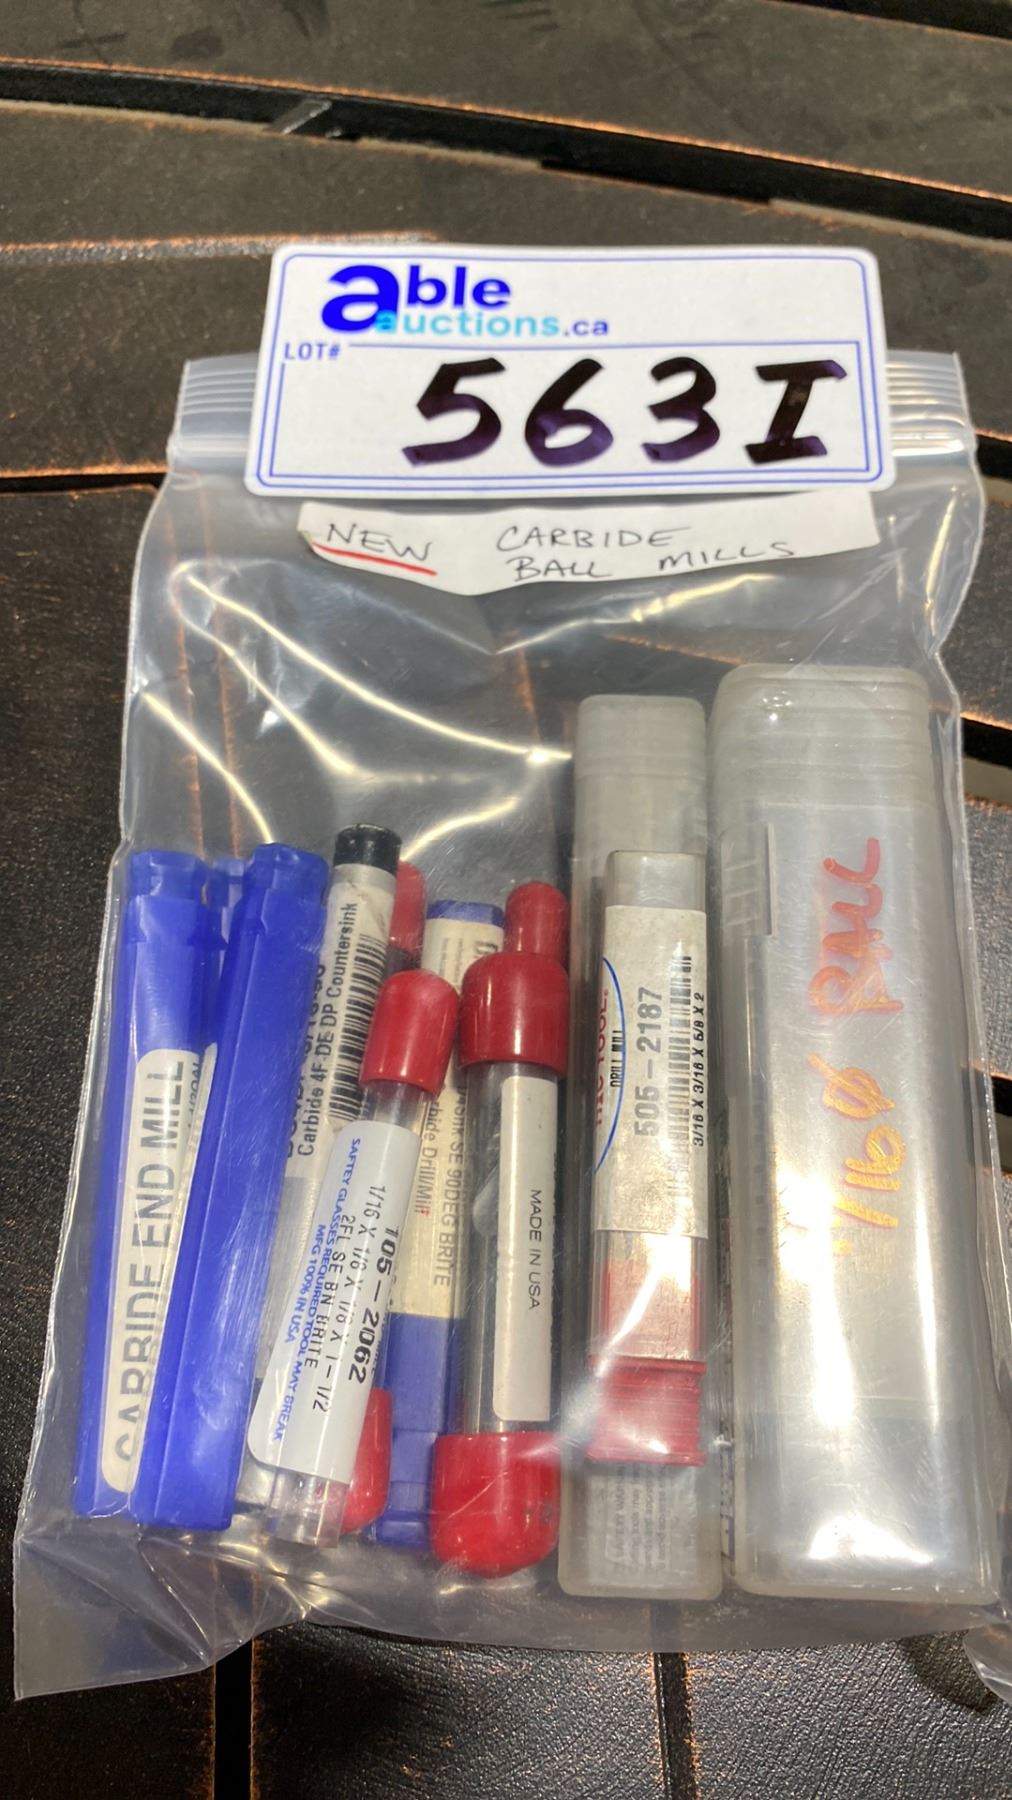 able
auctions.ca
LOT#
563I
NEW CARBIDE
BALL MILLS
CARBIDE END MILL
Carbide 4F DE DP Countersink
105-2062
1/16 X 1/8 X 1/8 X 1-1/2
2FL SE BN BRITE
MFG 100% IN USA
SAFTEY GLASSES REQUIRED TOOL MAY BREAK
SE 90DEG BRITE
Drill/Mill
MADE IN USA
DRILL MILL
505-2187
3/16 X 3/16 X 5/8 X 2
BALL